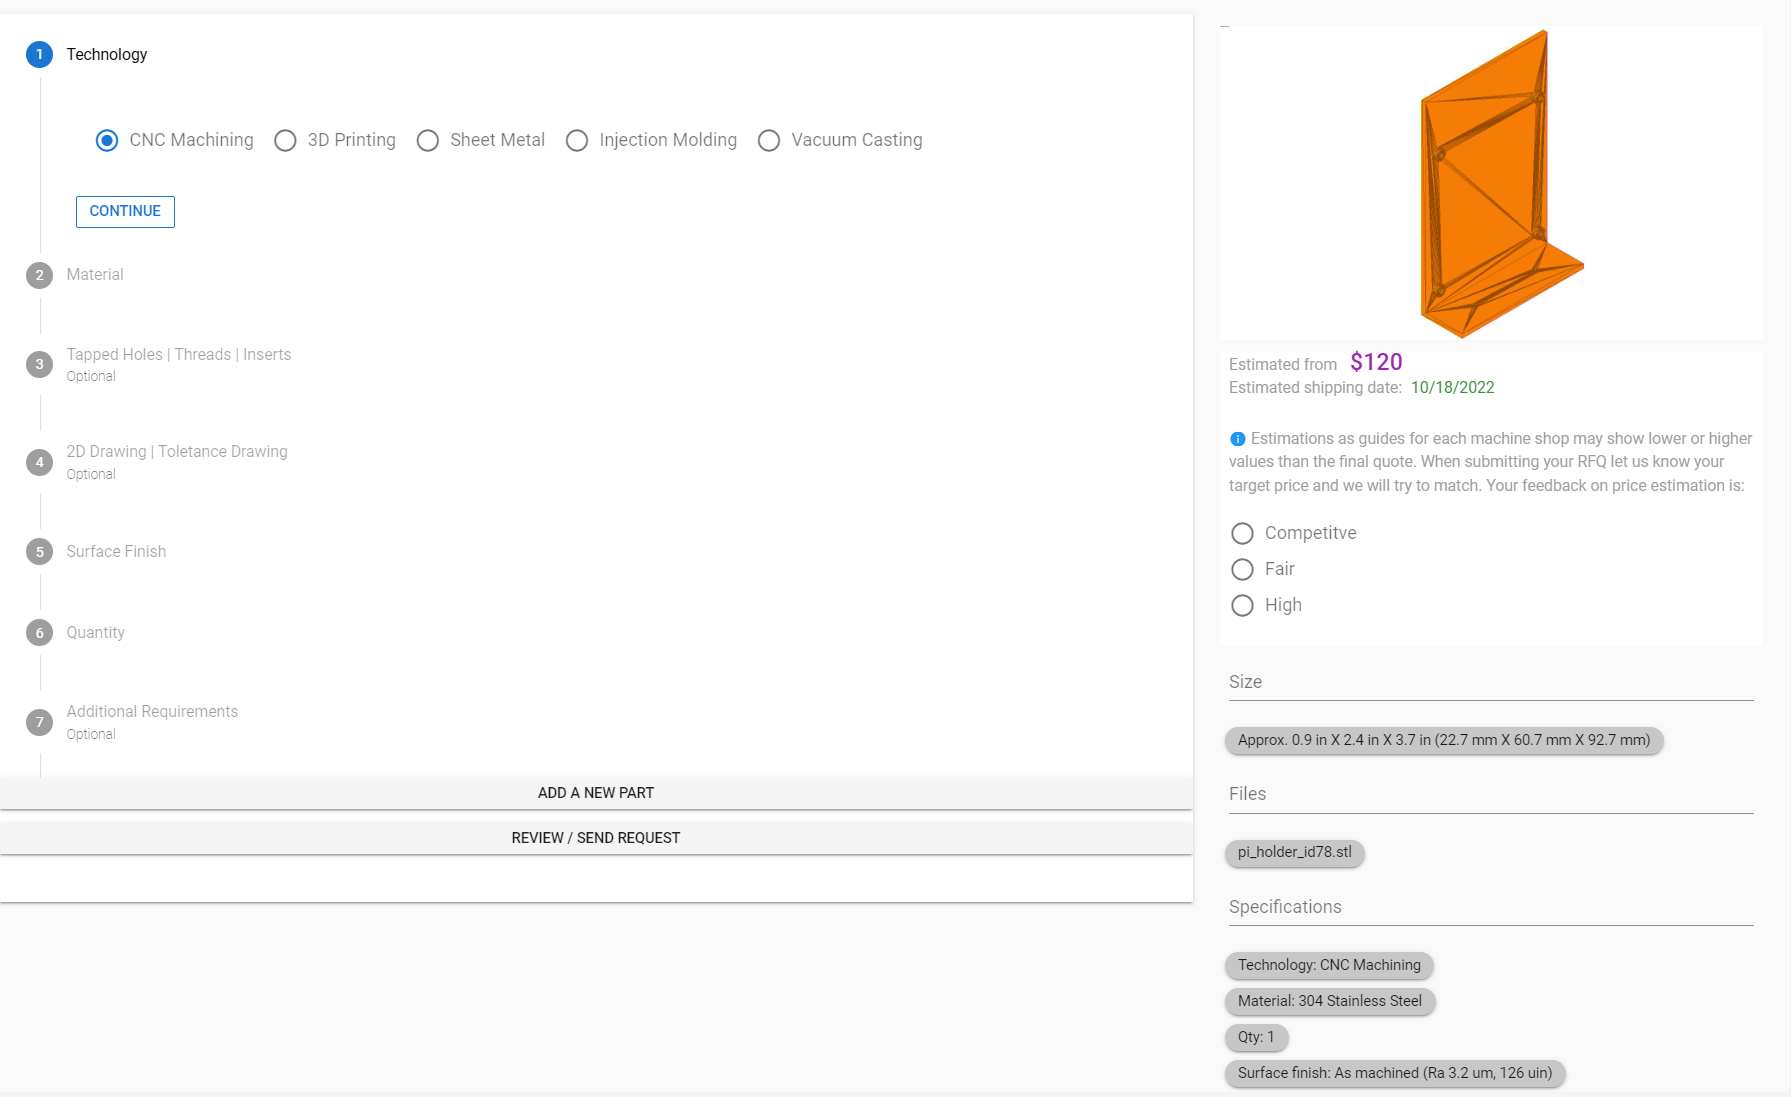 1 Technology
CNC Machining 3D Printing Sheet Metal Injection Molding Vacuum Casting
CONTINUE
2 Material
3 Tapped Holes | Threads | Inserts
Optional
4 2D Drawing | Toletance Drawing
Optional
5 Surface Finish
6 Quantity
7 Additional Requirements
Optional
ADD A NEW PART
REVIEW / SEND REQUEST
Estimated from $120
Estimated shipping date: 10/18/2022
i Estimations as guides for each machine shop may show lower or higher
values than the final quote. When submitting your RFQ let us know your
target price and we will try to match. Your feedback on price estimation is:
Competitve
Fair
High
Size
Approx. 0.9 in X 2.4 in X 3.7 in (22.7 mm X 60.7 mm X 92.7 mm)
Files
pi_holder_id78.stl
Specifications
Technology: CNC Machining
Material: 304 Stainless Steel
Qty: 1
Surface finish: As machined (Ra 3.2 um, 126 uin)